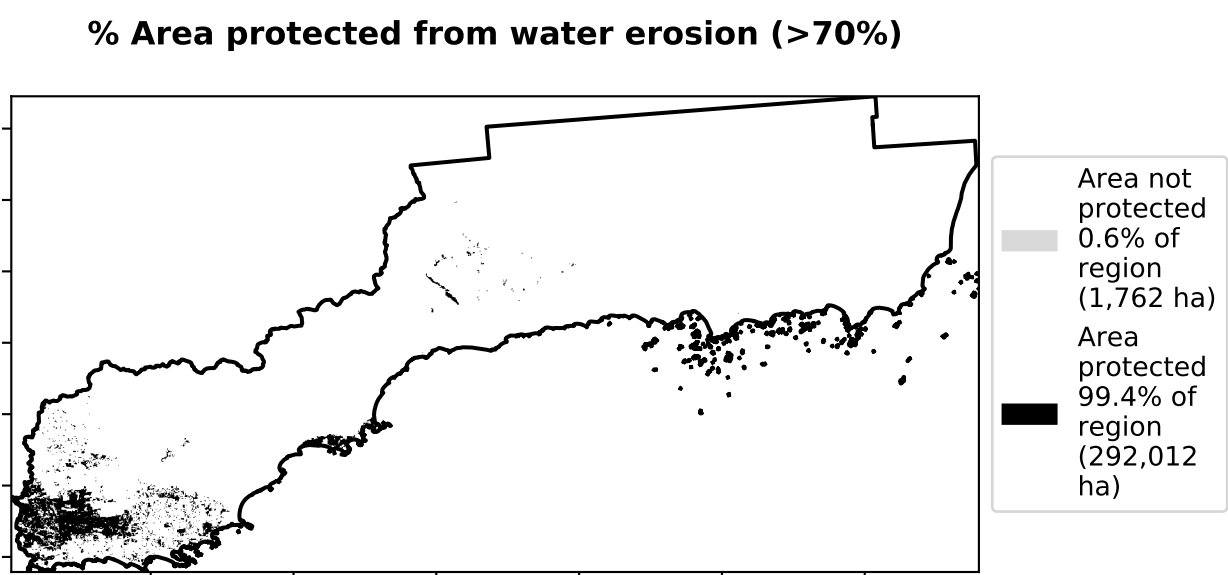 % Area protected from water erosion (>70%)
Area not
protected
0.6% of
region
(1,762 ha)
Area
protected
99.4% of
region
(292,012
ha)